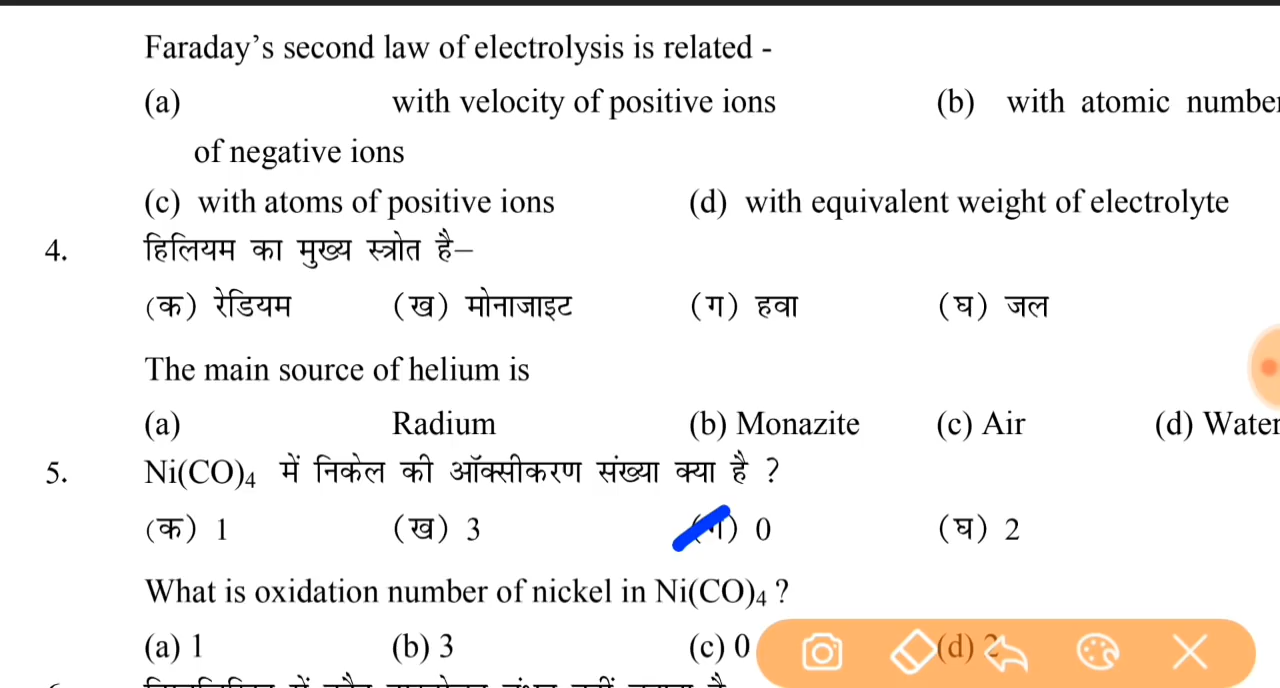 Faraday's second law of electrolysis is related -
(a) with velocity of positive ions (b) with atomic number
of negative ions
(c) with atoms of positive ions (d) with equivalent weight of electrolyte
4. हिलियम का मुख्य स्त्रोत है–
(क) रेडियम (ख) मोनाजाइट (ग) हवा (घ) जल
The main source of helium is
(a) Radium (b) Monazite (c) Air (d) Water
5. Ni(CO)4 में निकेल की ऑक्सीकरण संख्या क्या है ?
(क) 1 (ख) 3 (ग) 0 (घ) 2
What is oxidation number of nickel in Ni(CO)4 ?
(a) 1 (b) 3 (c) 0 (d) 2